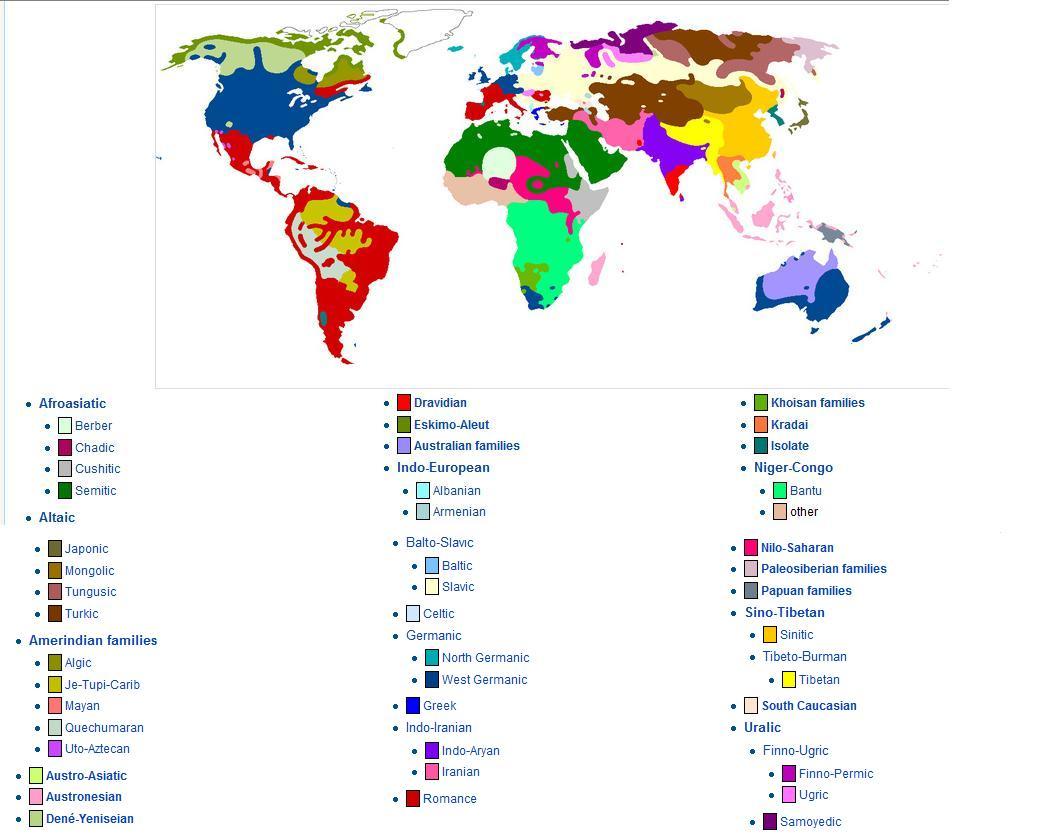 Afroasiatic
Berber
Chadic
Cushitic
Semitic
Altaic
Japonic
Mongolic
Tungusic
Turkic
Amerindian families
Algic
Je-Tupi-Carib
Mayan
Quechumaran
Uto-Aztecan
Austro-Asiatic
Austronesian
Dené-Yeniseian
Dravidian
Eskimo-Aleut
Australian families
Indo-European
Albanian
Armenian
Balto-Slavic
Baltic
Slavic
Celtic
Germanic
North Germanic
West Germanic
Greek
Indo-Iranian
Indo-Aryan
Iranian
Romance
Khoisan families
Kradai
Isolate
Niger-Congo
Bantu
other
Nilo-Saharan
Paleosiberian families
Papuan families
Sino-Tibetan
Sinitic
Tibeto-Burman
Tibetan
South Caucasian
Uralic
Finno-Ugric
Finno-Permic
Ugric
Samoyedic